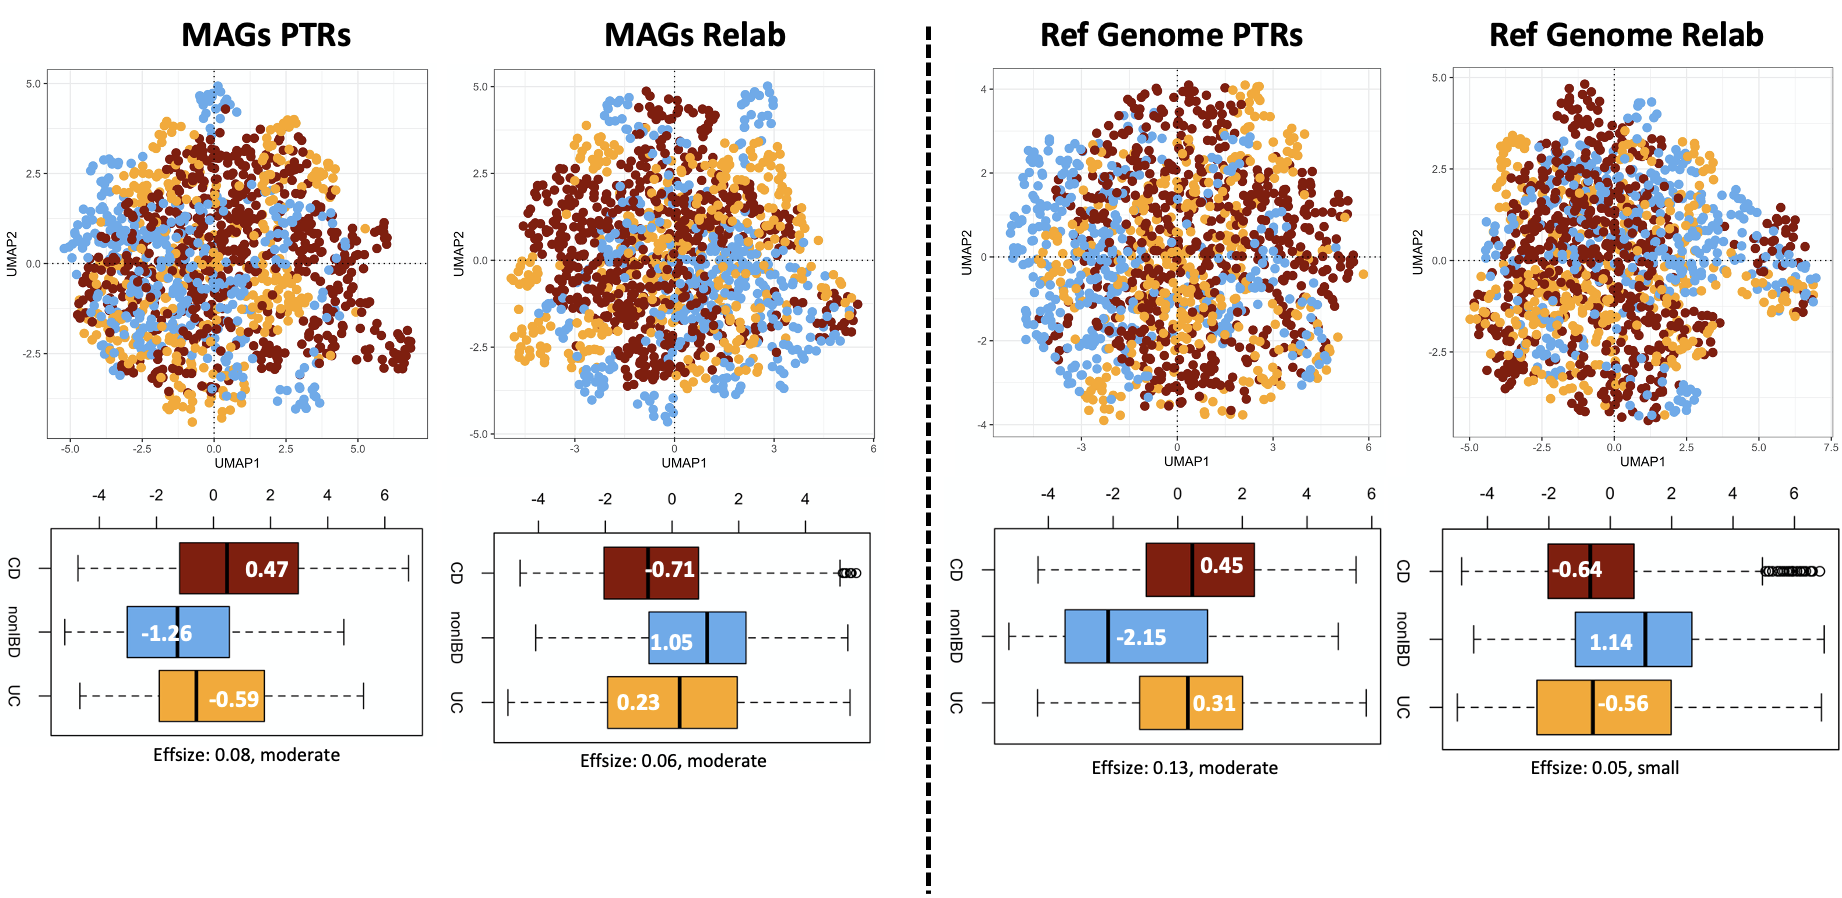 MAGs PTRs
MAGs Relab
Ref Genome PTRs
Ref Genome Relab
5.0
2.5
0.0
-2.5
UMAP2
-5.0 -2.5 0.0 2.5 5.0
UMAP1
5.0
2.5
0.0
-2.5
-5.0
UMAP2
-3 0 3 6
UMAP1
4
2
0
-2
-4
UMAP2
-3 0 3 6
UMAP1
5.0
2.5
0.0
-2.5
UMAP2
-5.0 -2.5 0.0 2.5 5.0 7.5
UMAP1
-4 -2 0 2 4 6
CD
0.47
nonIBD
-1.26
UC
-0.59
Effsize: 0.08, moderate
-4 -2 0 2 4
CD
-0.71
nonIBD
1.05
UC
0.23
Effsize: 0.06, moderate
-4 -2 0 2 4 6
CD
0.45
nonIBD
-2.15
UC
0.31
Effsize: 0.13, moderate
-4 -2 0 2 4 6
CD
-0.64
nonIBD
1.14
UC
-0.56
Effsize: 0.05, small